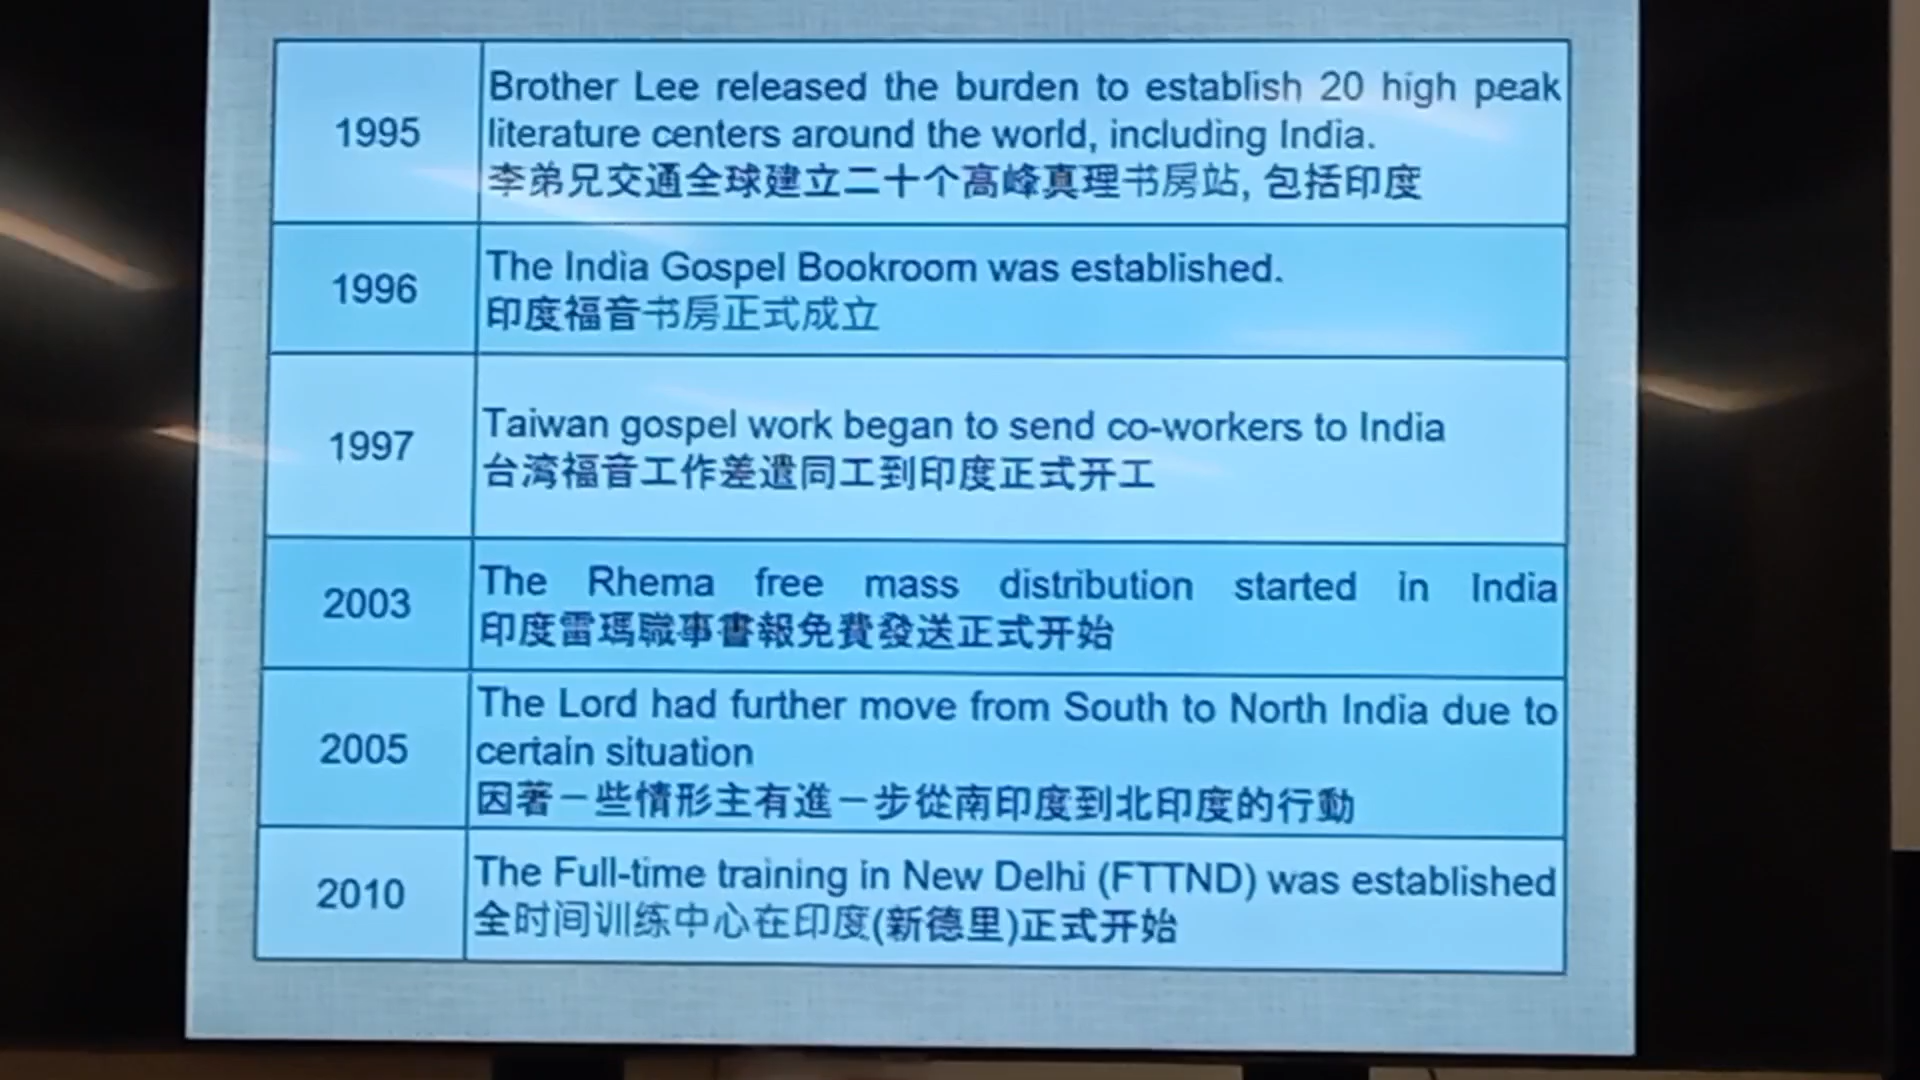 1995
Brother Lee released the burden to establish 20 high peak
literature centers around the world, including India.
李弟兄交通全球建立二十个高峰真理书房站, 包括印度
1996
The India Gospel Bookroom was established.
印度福音书房正式成立
1997
Taiwan gospel work began to send co-workers to India
台湾福音工作差遣同工到印度正式开工
2003
The Rhema free mass distribution started in India
印度雷瑪職事書報免費發送正式开始
2005
The Lord had further move from South to North India due to
certain situation
因著一些情形主有進一步從南印度到北印度的行動
2010
The Full-time training in New Delhi (FTTND) was established
全时间训练中心在印度(新德里)正式开始